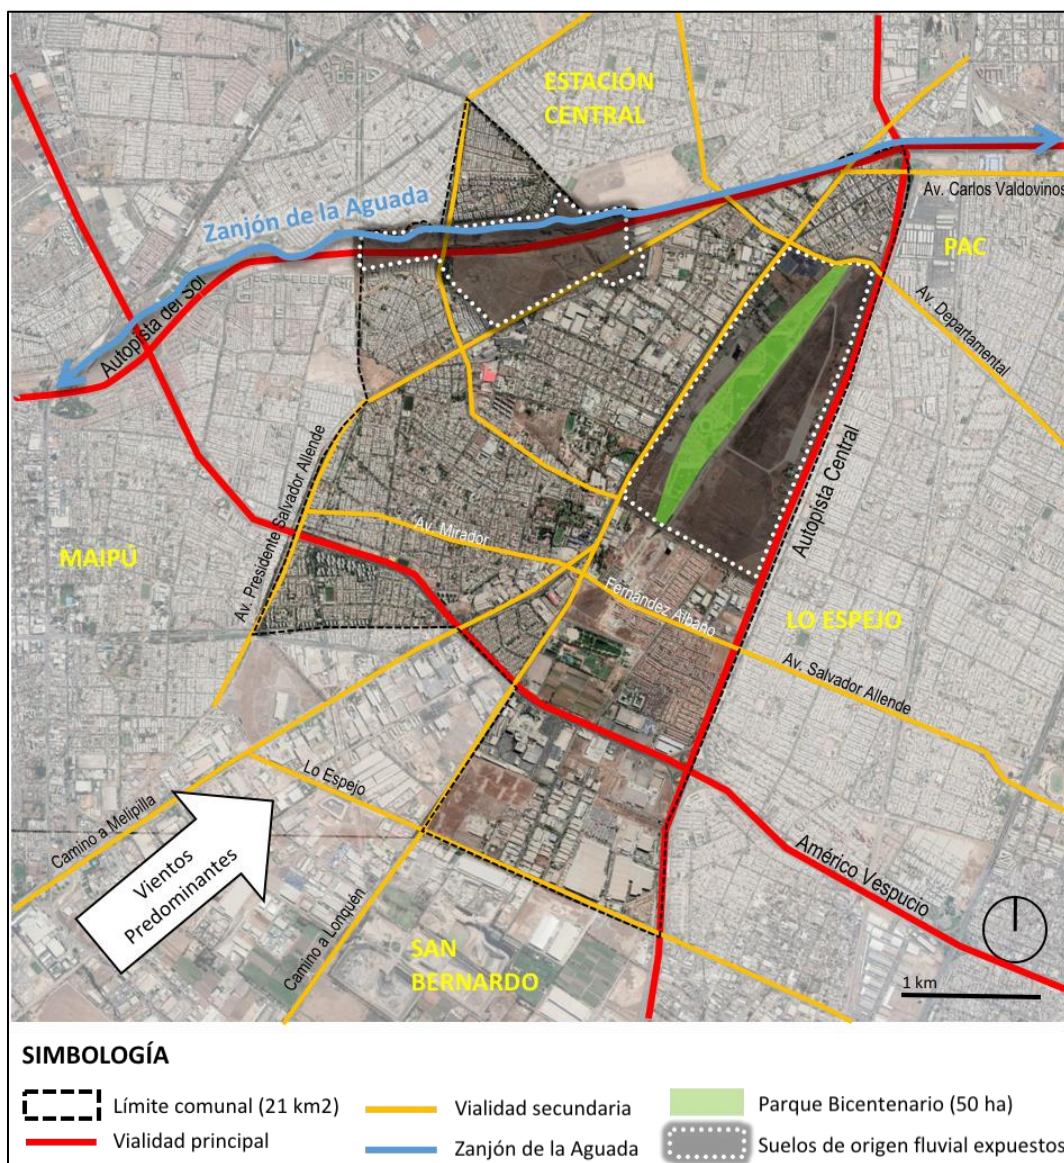 ESTACIÓN
CENTRAL
Zanjón de la Aguada
Av. Carlos Valdovinos
PAC
Autopista del Sol
Av. Departamental
Autopista Central
Av. Presidente Salvador Allende
Av. Mirador
MAIPÚ
Fernández Albano
LO ESPEJO
Av. Salvador Allende
Lo Espejo
Camino a Melipilla
Vientos
Predominantes
Américo Vespucio
Camino a Lonquén
SAN
BERNARDO
1 km
SIMBOLOGÍA
Límite comunal (21 km2)
Vialidad secundaria
Parque Bicentenario (50 ha)
Vialidad principal
Zanjón de la Aguada
Suelos de origen fluvial expuestos